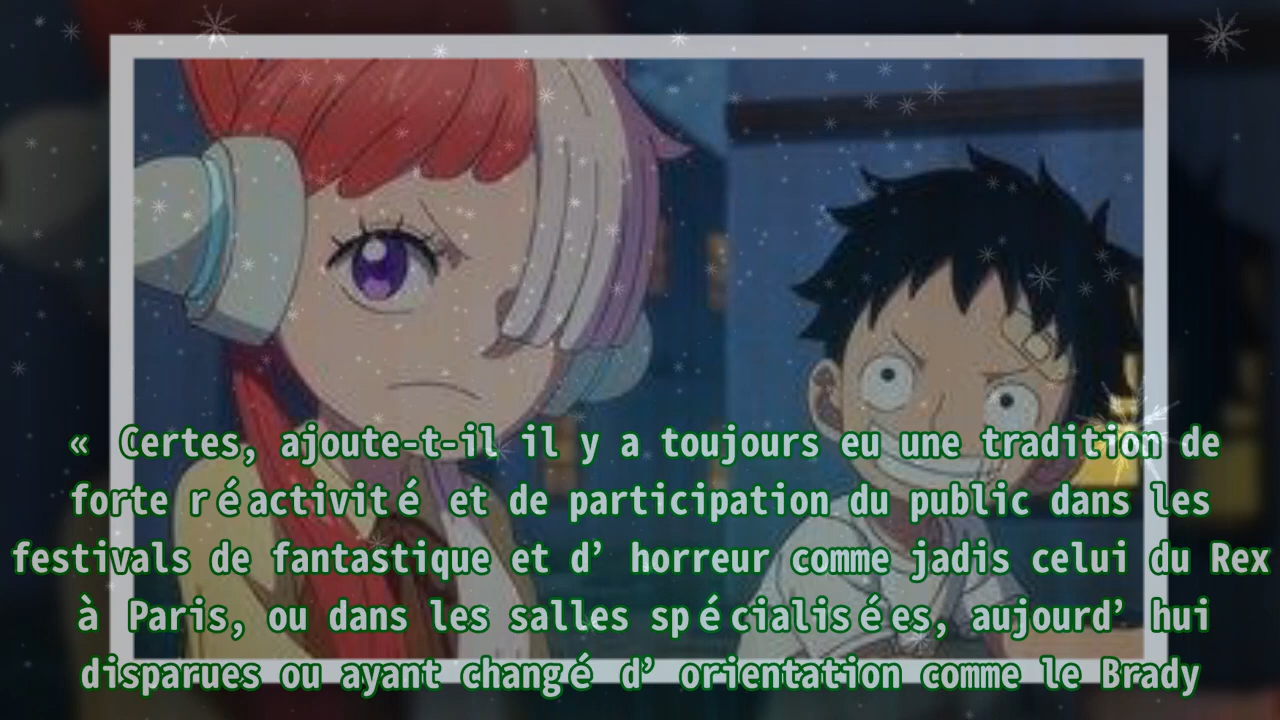 « Certes, ajoute-t-il il y a toujours eu une tradition de
forte réactivité et de participation du public dans les
festivals de fantastique et d’ horreur comme jadis celui du Rex
à Paris, ou dans les salles spécialisées, aujourd’ hui
disparues ou ayant changé d’ orientation comme le Brady